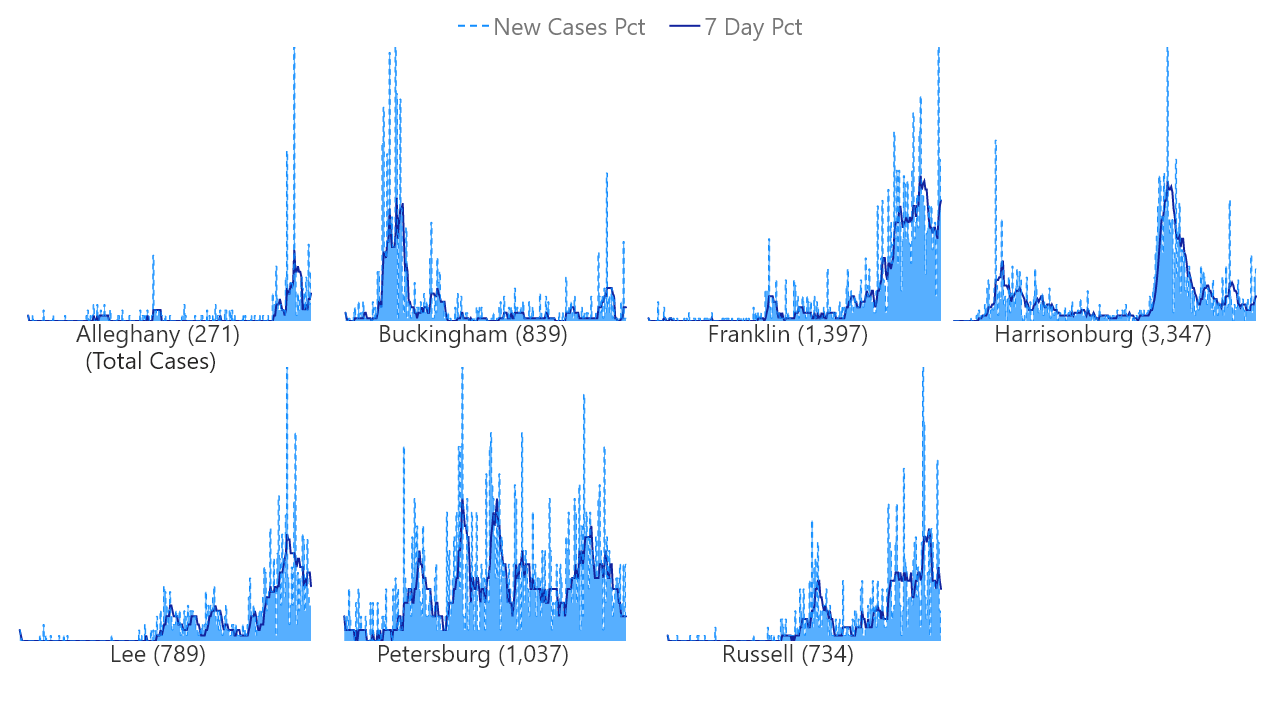 New Cases Pct 7 Day Pct
Alleghany (271)
(Total Cases)
Buckingham (839)
Franklin (1,397)
Harrisonburg (3,347)
Lee (789)
Petersburg (1,037)
Russell (734)